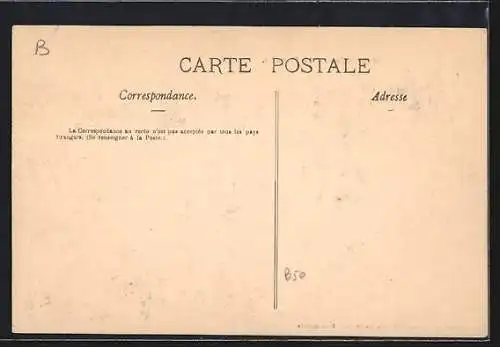 B
CARTE POSTALE
Correspondance.
Adresse
La Correspondance au recto n'est pas acceptée par tous les pays
étrangers. (Se renseigner à la Poste.)
B50